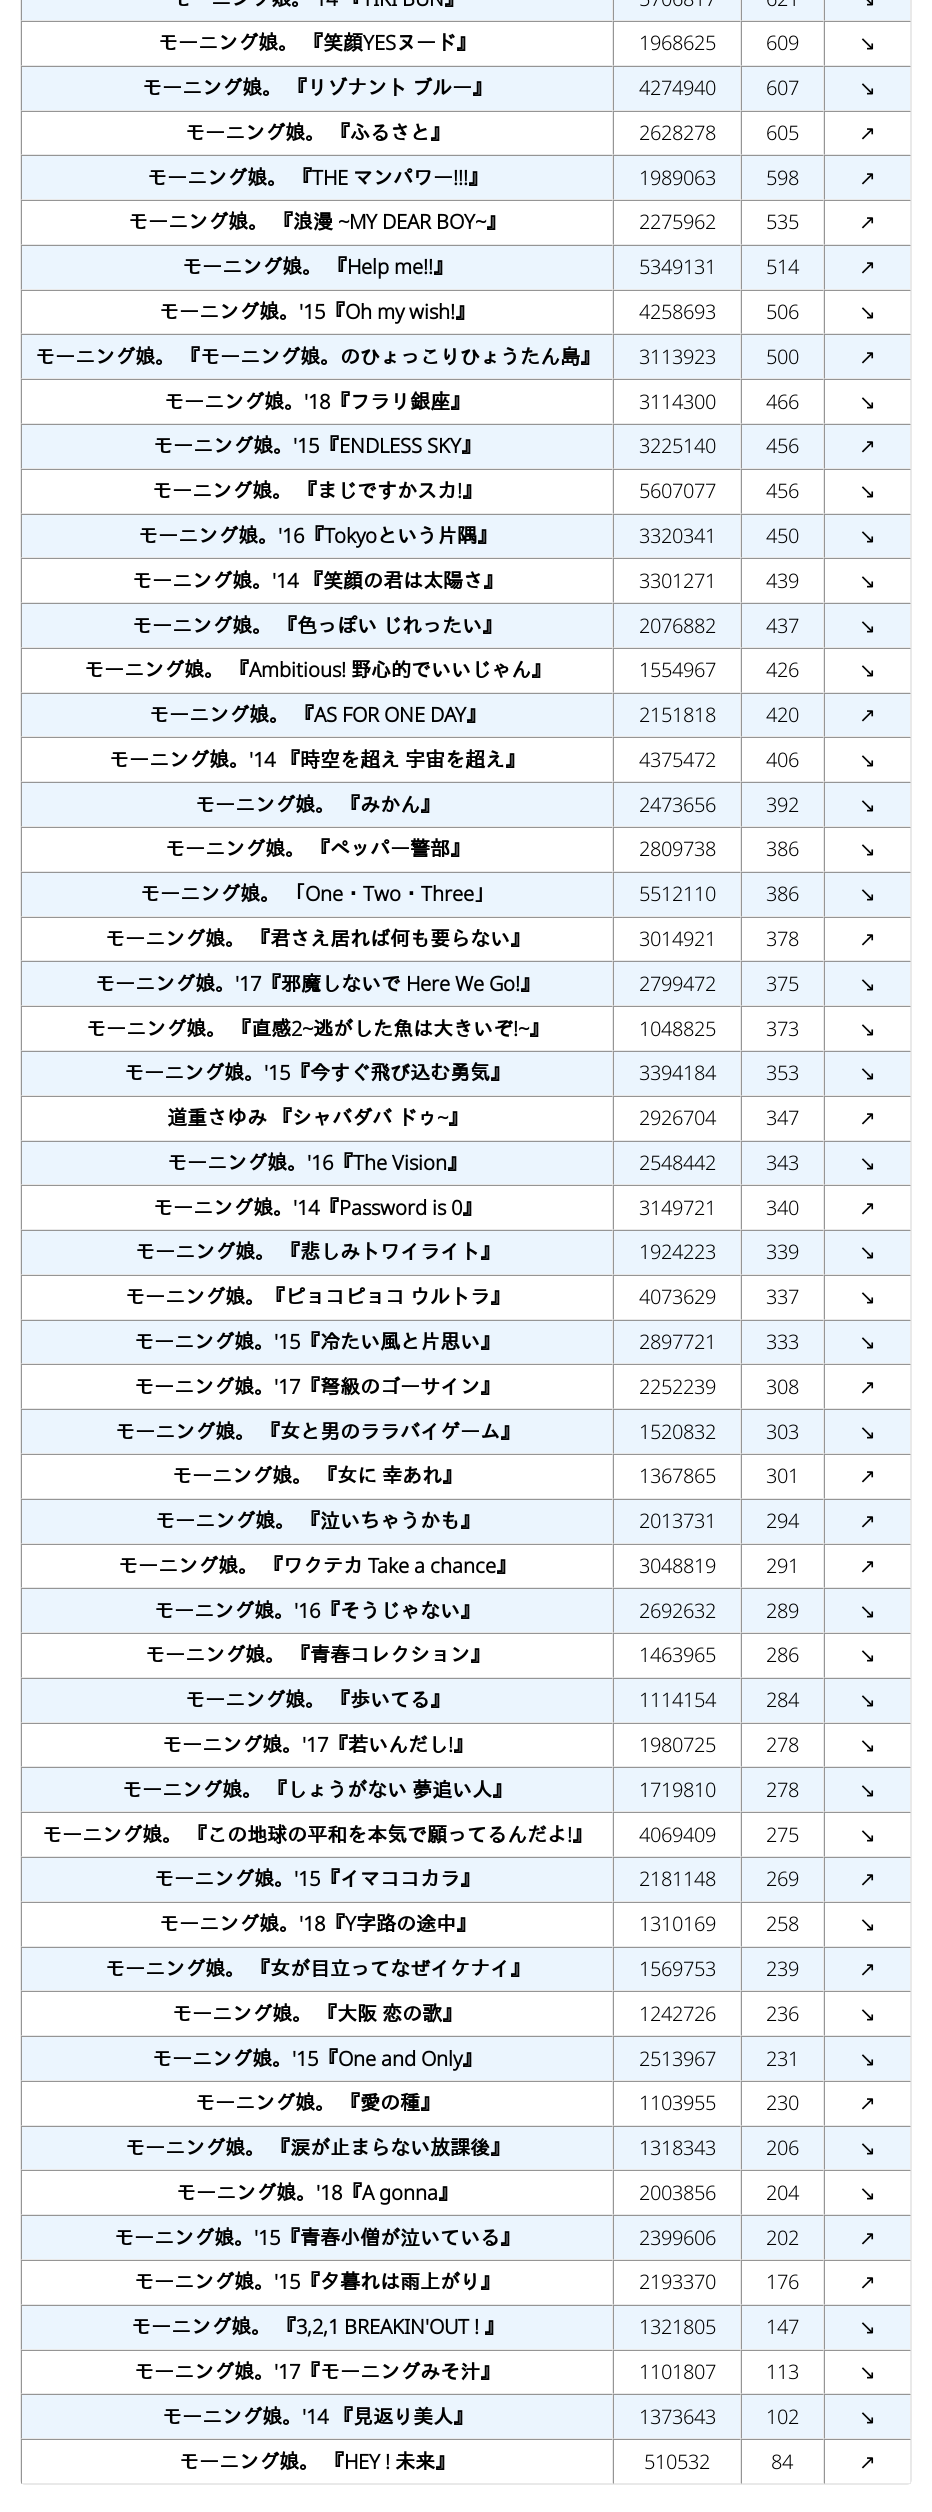 モーニング娘。'14『TIKI BUN』 3706817 621 ↘
モーニング娘。 『笑顔YESヌード』 1968625 609 ↘
モーニング娘。 『リゾナント ブルー』 4274940 607 ↘
モーニング娘。 『ふるさと』 2628278 605 ↗
モーニング娘。 『THE マンパワー!!!』 1989063 598 ↗
モーニング娘。 『浪漫 ~MY DEAR BOY~』 2275962 535 ↗
モーニング娘。 『Help me!!』 5349131 514 ↗
モーニング娘。'15『Oh my wish!』 4258693 506 ↘
モーニング娘。 『モーニング娘。のひょっこりひょうたん島』 3113923 500 ↗
モーニング娘。'18『フラリ銀座』 3114300 466 ↘
モーニング娘。'15『ENDLESS SKY』 3225140 456 ↗
モーニング娘。 『まじですかスカ!』 5607077 456 ↘
モーニング娘。'16『Tokyoという片隅』 3320341 450 ↘
モーニング娘。'14 『笑顔の君は太陽さ』 3301271 439 ↘
モーニング娘。 『色っぽい じれったい』 2076882 437 ↘
モーニング娘。 『Ambitious! 野心的でいいじゃん』 1554967 426 ↘
モーニング娘。 『AS FOR ONE DAY』 2151818 420 ↗
モーニング娘。'14 『時空を超え 宇宙を超え』 4375472 406 ↘
モーニング娘。 『みかん』 2473656 392 ↘
モーニング娘。 『ペッパー警部』 2809738 386 ↘
モーニング娘。 「One・Two・Three」 5512110 386 ↘
モーニング娘。 『君さえ居れば何も要らない』 3014921 378 ↗
モーニング娘。'17『邪魔しないで Here We Go!』 2799472 375 ↘
モーニング娘。 『直感2~逃がした魚は大きいぞ!~』 1048825 373 ↘
モーニング娘。'15『今すぐ飛び込む勇気』 3394184 353 ↘
道重さゆみ 『シャバダバ ドゥ~』 2926704 347 ↗
モーニング娘。'16『The Vision』 2548442 343 ↘
モーニング娘。'14『Password is 0』 3149721 340 ↗
モーニング娘。 『悲しみトワイライト』 1924223 339 ↘
モーニング娘。『ピョコピョコ ウルトラ』 4073629 337 ↘
モーニング娘。'15『冷たい風と片思い』 2897721 333 ↘
モーニング娘。'17『弩級のゴーサイン』 2252239 308 ↗
モーニング娘。 『女と男のララバイゲーム』 1520832 303 ↘
モーニング娘。 『女に 幸あれ』 1367865 301 ↗
モーニング娘。 『泣いちゃうかも』 2013731 294 ↗
モーニング娘。 『ワクテカ Take a chance』 3048819 291 ↗
モーニング娘。'16『そうじゃない』 2692632 289 ↘
モーニング娘。 『青春コレクション』 1463965 286 ↘
モーニング娘。 『歩いてる』 1114154 284 ↘
モーニング娘。'17『若いんだし!』 1980725 278 ↘
モーニング娘。 『しょうがない 夢追い人』 1719810 278 ↘
モーニング娘。 『この地球の平和を本気で願ってるんだよ!』 4069409 275 ↘
モーニング娘。'15『イマココカラ』 2181148 269 ↗
モーニング娘。'18『Y字路の途中』 1310169 258 ↘
モーニング娘。 『女が目立ってなぜイケナイ』 1569753 239 ↗
モーニング娘。 『大阪 恋の歌』 1242726 236 ↘
モーニング娘。'15『One and Only』 2513967 231 ↘
モーニング娘。 『愛の種』 1103955 230 ↗
モーニング娘。 『涙が止まらない放課後』 1318343 206 ↘
モーニング娘。'18『A gonna』 2003856 204 ↘
モーニング娘。'15『青春小僧が泣いている』 2399606 202 ↗
モーニング娘。'15『夕暮れは雨上がり』 2193370 176 ↗
モーニング娘。 『3,2,1 BREAKIN'OUT ! 』 1321805 147 ↘
モーニング娘。'17『モーニングみそ汁』 1101807 113 ↘
モーニング娘。'14 『見返り美人』 1373643 102 ↘
モーニング娘。 『HEY ! 未来』 510532 84 ↗